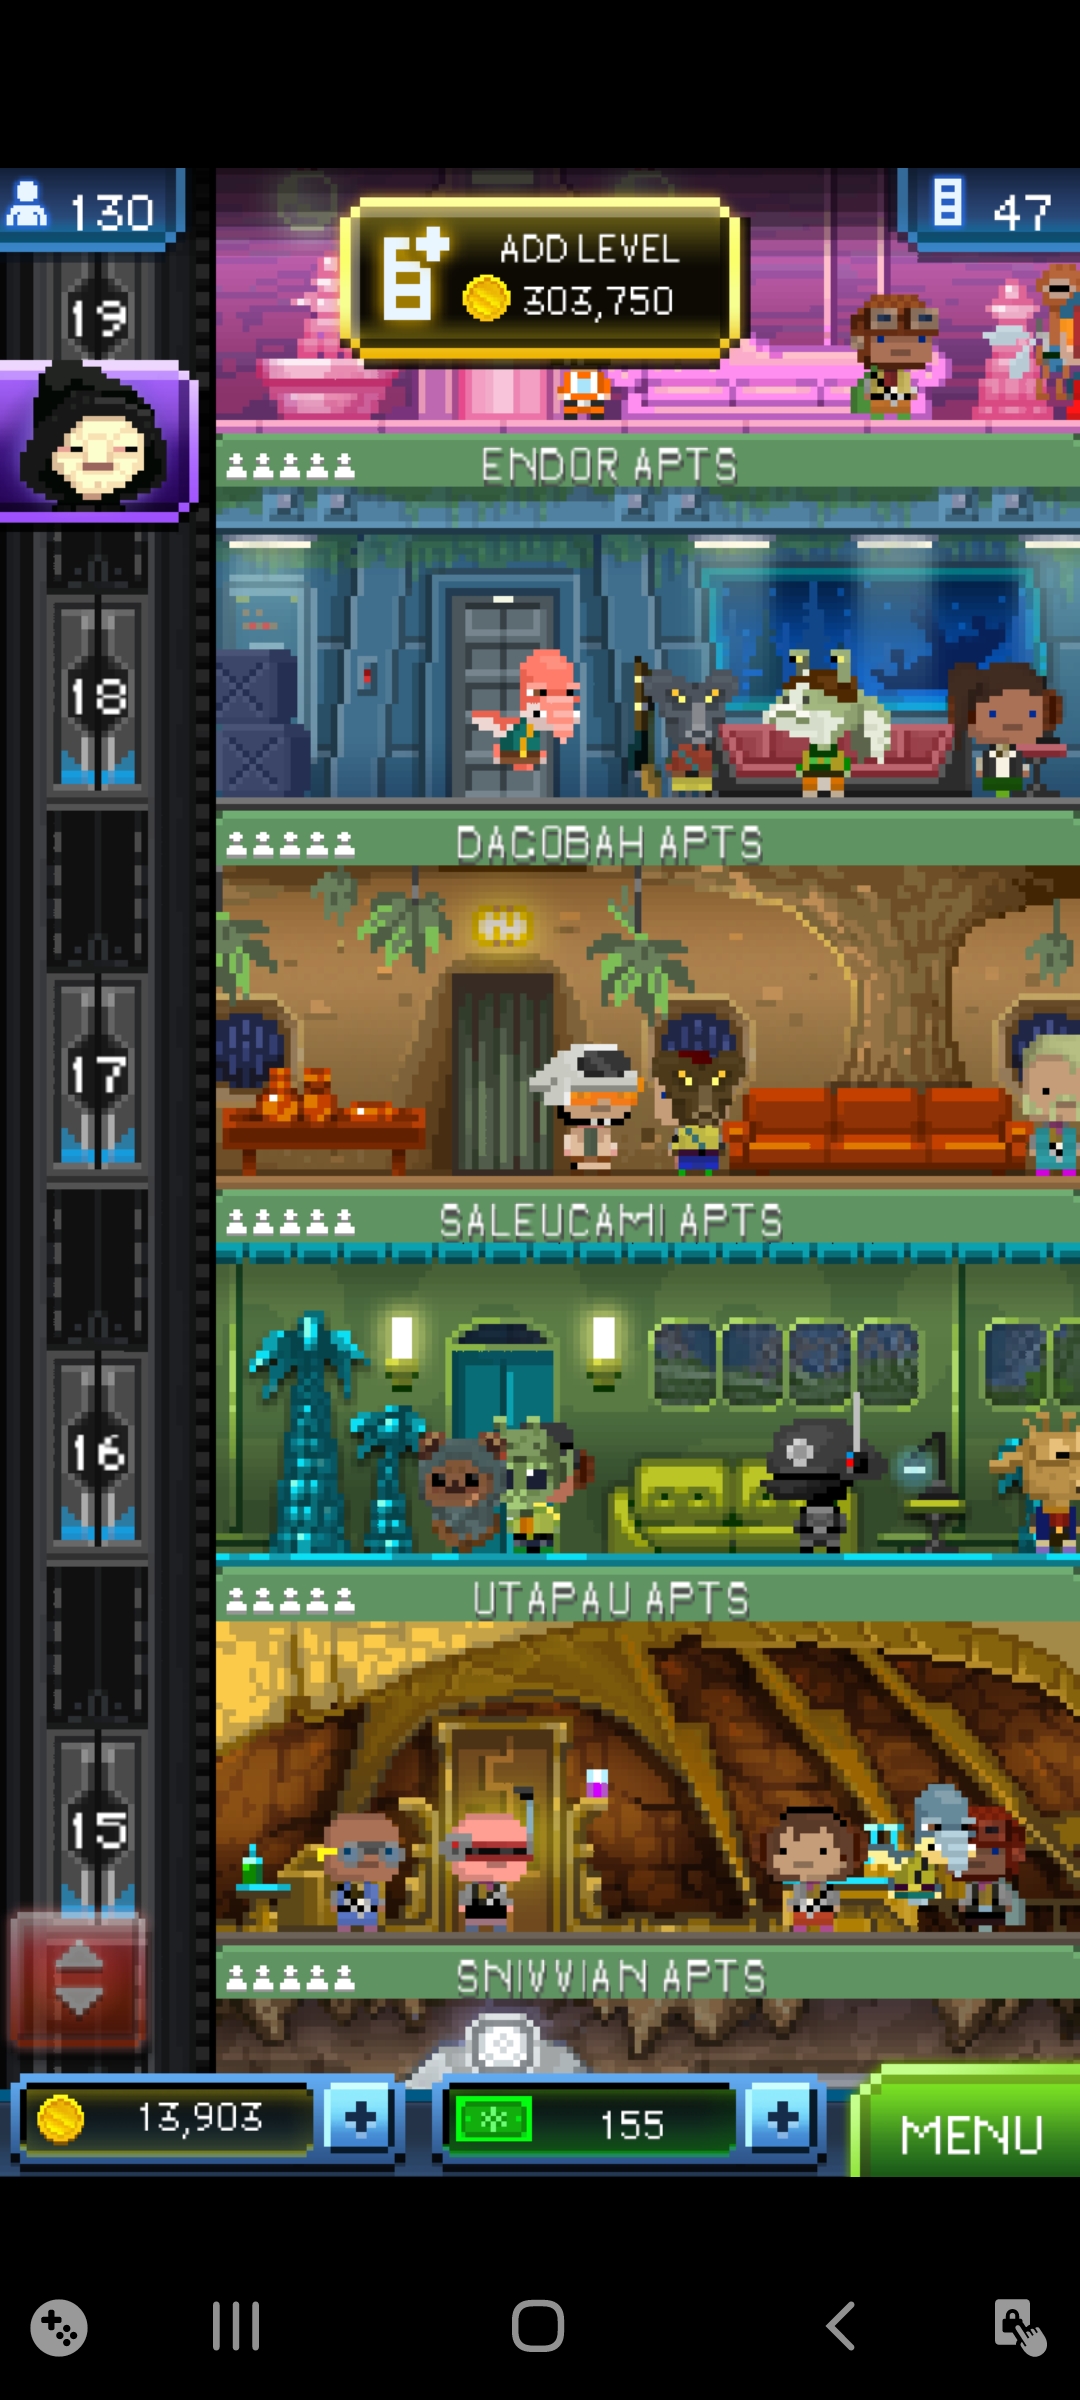 130
47
ADD LEVEL
303,750
19
ENDOR APTS
18
DAGOBAH APTS
17
SALEUCAMI APTS
16
UTAPAU APTS
15
SNIVVIAN APTS
13,903
155
MENU